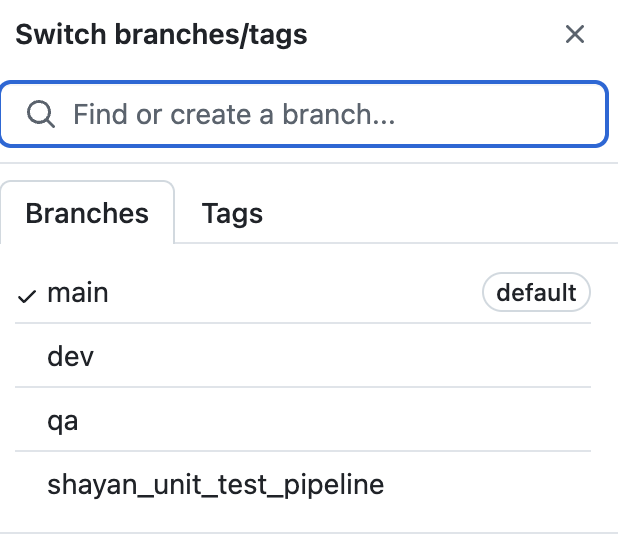 Switch branches/tags
Find or create a branch...
Branches Tags
main default
dev
qa
shayan_unit_test_pipeline